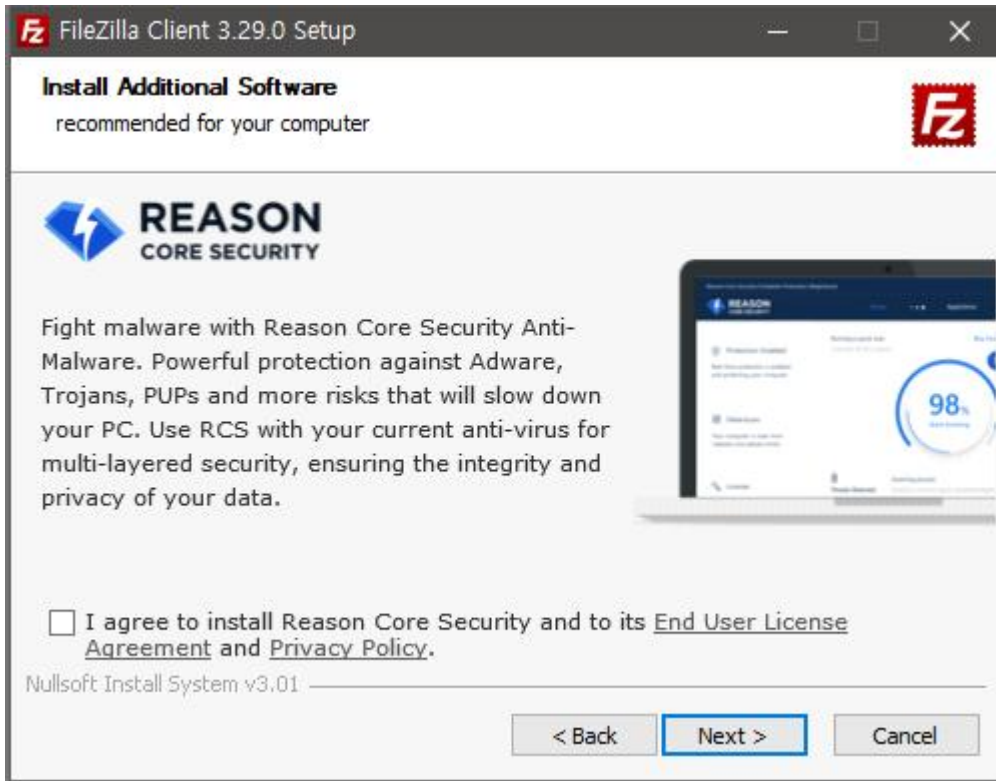 FileZilla Client 3.29.0 Setup
Install Additional Software
recommended for your computer
Fz
REASON
CORE SECURITY
Fight malware with Reason Core Security Anti-
Malware. Powerful protection against Adware,
Trojans, PUPs and more risks that will slow down
your PC. Use RCS with your current anti-virus for
multi-layered security, ensuring the integrity and
privacy of your data.
REASON
98%
I agree to install Reason Core Security and to its End User License
Agreement and Privacy Policy.
Nullsoft Install System v3.01
< Back
Next >
Cancel